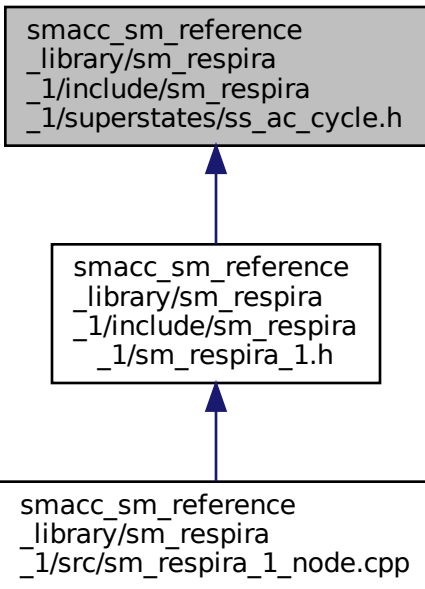 smacc_sm_reference
_library/sm_respira
_1/include/sm_respira
_1/superstates/ss_ac_cycle.h
smacc_sm_reference
_library/sm_respira
_1/include/sm_respira
_1/sm_respira_1.h
smacc_sm_reference
_library/sm_respira
_1/src/sm_respira_1_node.cpp